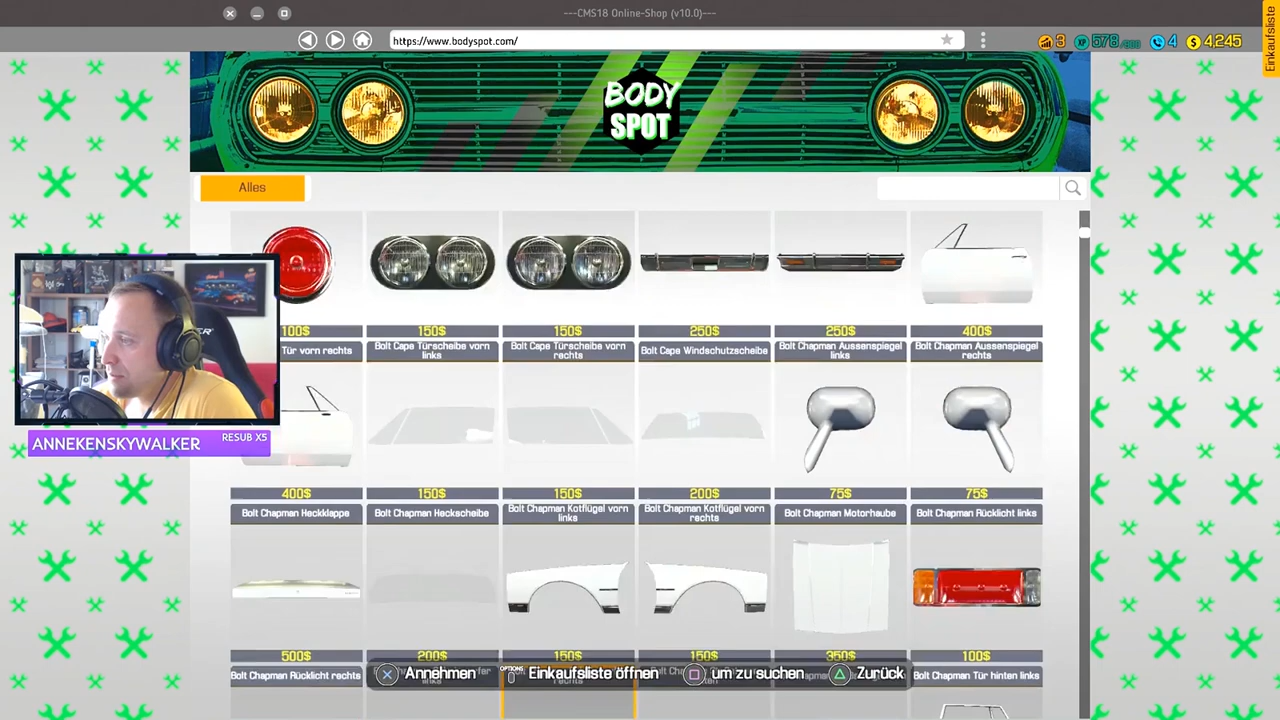 ---CMS18 Online-Shop (v10.0)---
https://www.bodyspot.com/
3
XP 578
4
$ 4,245
Einkaufsliste
BODY
SPOT
Alles
100$
150$
150$
250$
250$
400$
Tür vorn rechts
Bolt Cape Türscheibe vorn
links
Bolt Cape Türscheibe vorn
rechts
Bolt Cape Windschutzscheibe
Bolt Chapman Aussenspiegel
links
Bolt Chapman Aussenspiegel
rechts
ANNEKENSKYWALKER
RESUB X5
400$
150$
150$
200$
75$
75$
Bolt Chapman Heckklappe
Bolt Chapman Heckscheibe
Bolt Chapman Kotflügel vorn
links
Bolt Chapman Kotflügel vorn
rechts
Bolt Chapman Motorhaube
Bolt Chapman Rücklicht links
500$
200$
150$
150$
350$
100$
Bolt Chapman Rücklicht rechts
Bolt Chapman Tür hinten links
Annehmen
OPTIONS
Einkaufsliste öffnen
um zu suchen
Zurück